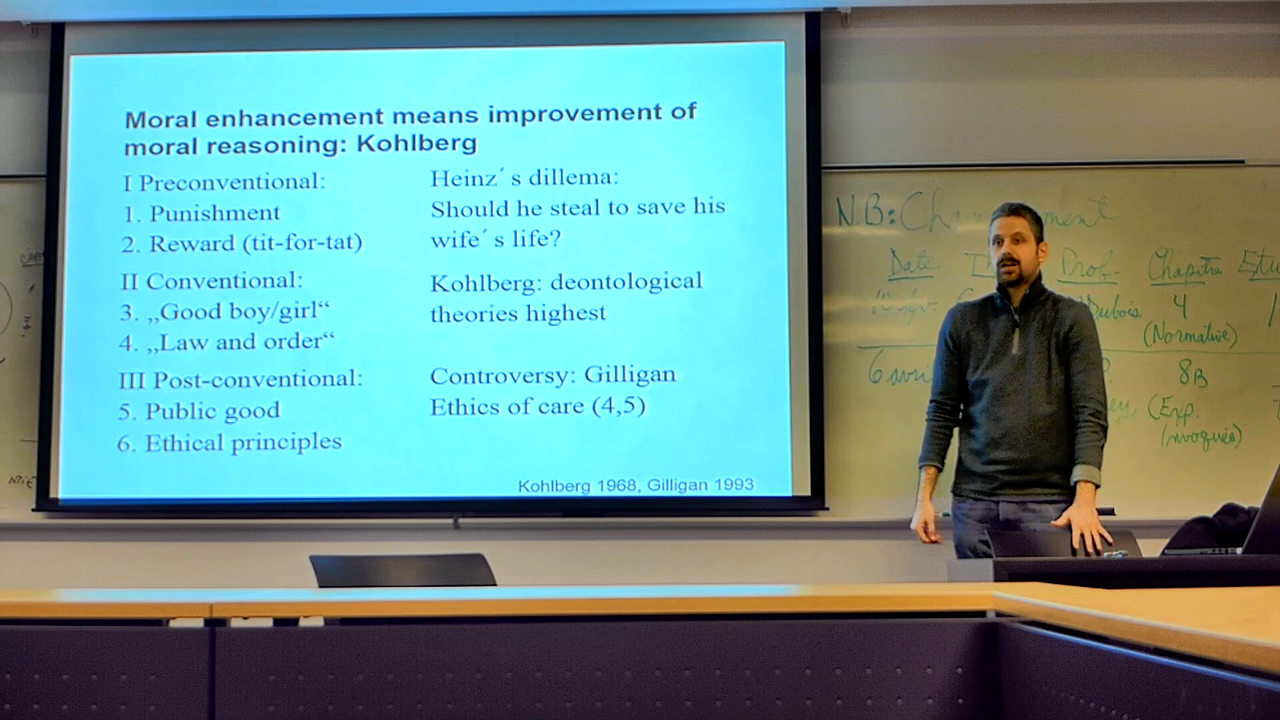 Moral enhancement means improvement of
moral reasoning: Kohlberg
I Preconventional:
1. Punishment
2. Reward (tit-for-tat)
II Conventional:
3. „Good boy/girl“
4. „Law and order“
III Post-conventional:
5. Public good
6. Ethical principles
Heinz´s dillema:
Should he steal to save his
wife´s life?
Kohlberg: deontological
theories highest
Controversy: Gilligan
Ethics of care (4,5)
Kohlberg 1968, Gilligan 1993
N.B: Ch
Date Prof. Chapitre
Dubois 4
(Normative)
6 8B
(Exp.